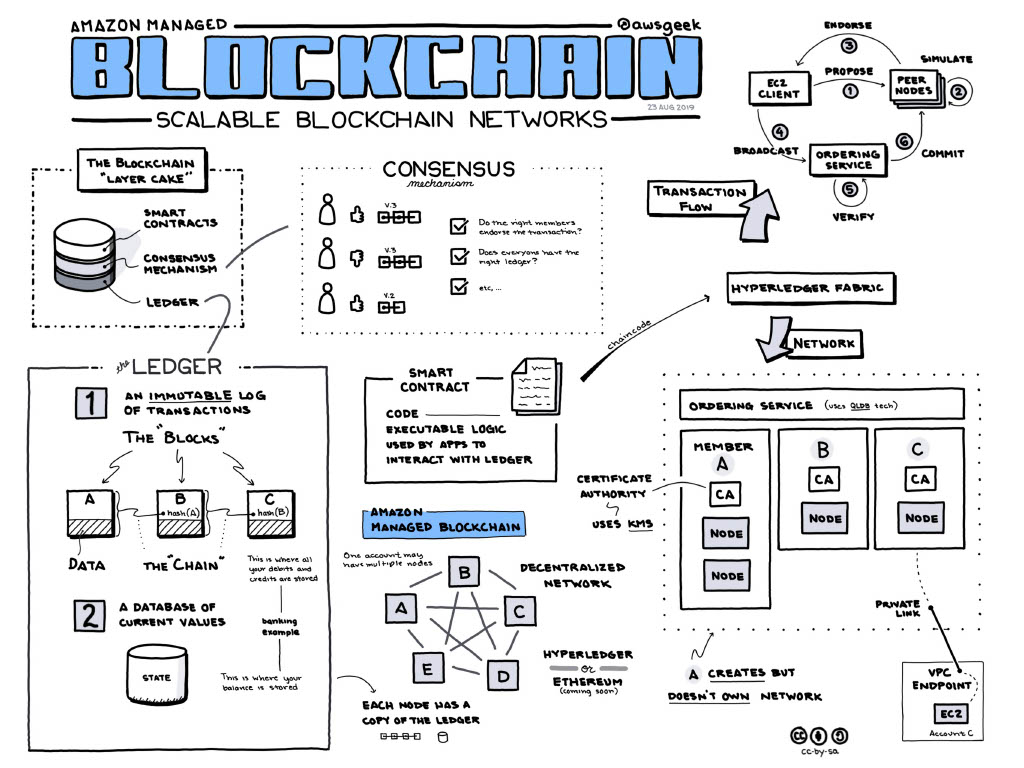 AMAZON MANAGED
@awsgeek
BLOCKCHAIN
23 AUG 2019
SCALABLE BLOCKCHAIN NETWORKS
ENDORSE
3
SIMULATE
EC2
CLIENT
PROPOSE
1
PEER
NODES
2
4
BROADCAST
6
COMMIT
ORDERING
SERVICE
5
VERIFY
TRANSACTION
FLOW
THE BLOCKCHAIN
"LAYER CAKE"
SMART
CONTRACTS
CONSENSUS
MECHANISM
LEDGER
CONSENSUS
mechanism
V.3
V.3
V.2
Do the right members
endorse the transaction?
Does everyone have the
right ledger?
etc, ...
HYPERLEDGER FABRIC
chaincode
NETWORK
the LEDGER
1
AN IMMUTABLE LOG
OF TRANSACTIONS
THE "BLOCKS"
A
B
hash(A)
C
hash(B)
DATA
THE "CHAIN"
This is where all
your debits and
credits are stored
2
A DATABASE OF
CURRENT VALUES
banking
example
STATE
This is where your
balance is stored
SMART
CONTRACT
CODE
EXECUTABLE LOGIC
USED BY APPS TO
INTERACT WITH LEDGER
AMAZON
MANAGED BLOCKCHAIN
One account may
have multiple nodes
DECENTRALIZED
NETWORK
B
A
C
E
D
HYPERLEDGER
or
ETHEREUM
(coming soon)
EACH NODE HAS A
COPY OF THE LEDGER
ORDERING SERVICE (uses QLDB tech)
MEMBER
A
CA
NODE
NODE
B
CA
NODE
C
CA
NODE
CERTIFICATE
AUTHORITY
USES KMS
PRIVATE
LINK
A CREATES BUT
DOESN'T OWN NETWORK
VPC
ENDPOINT
EC2
Account C
cc
cc-by-sa